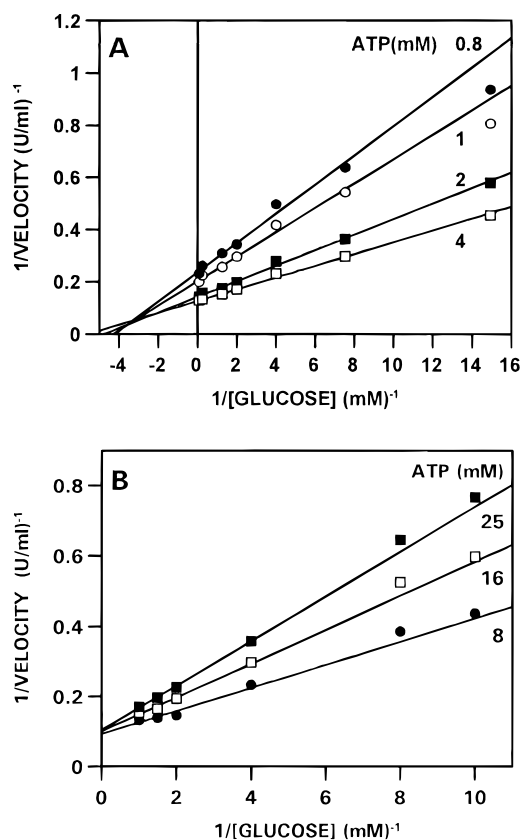 A
ATP(mM) 0.8
1
2
4
1.2
1
0.8
0.6
0.4
0.2
0
1/VELOCITY (U/ml)-1
-4 -2 0 2 4 6 8 10 12 14 16
1/[GLUCOSE] (mM)-1
B
ATP (mM)
25
16
8
0.8
0.6
0.4
0.2
0
1/VELOCITY (U/ml)-1
0 2 4 6 8 10
1/[GLUCOSE] (mM)-1